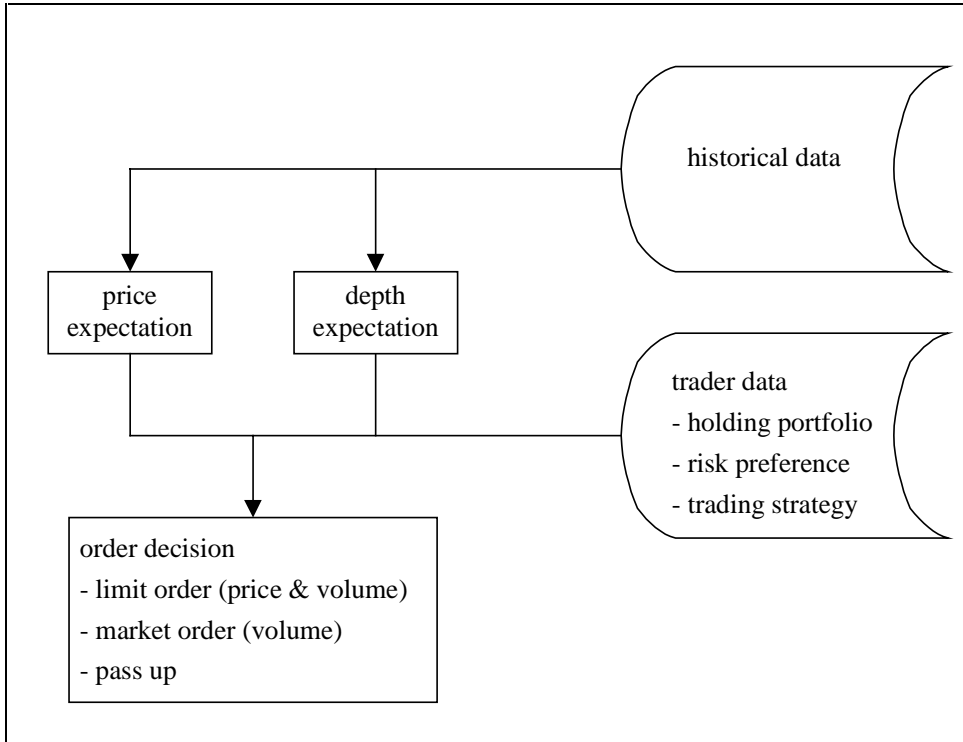 historical data
price
expectation
depth
expectation
trader data
- holding portfolio
- risk preference
- trading strategy
order decision
- limit order (price & volume)
- market order (volume)
- pass up